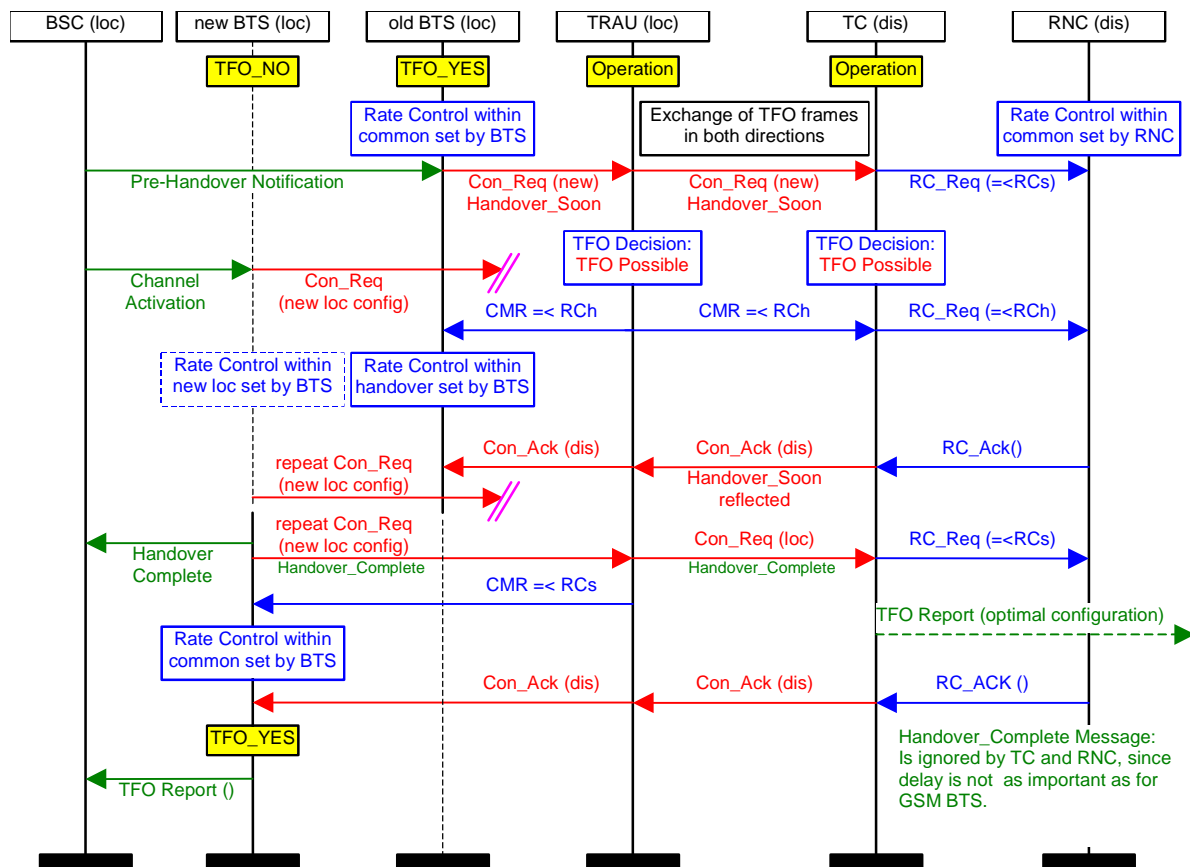 BSC (loc)
new BTS (loc)
old BTS (loc)
TRAU (loc)
TC (dis)
RNC (dis)
TFO_NO
TFO_YES
Operation
Operation
Rate Control within
common set by BTS
Exchange of TFO frames
in both directions
Rate Control within
common set by RNC
Pre-Handover Notification
Con_Req (new)
Handover_Soon
Con_Req (new)
Handover_Soon
RC_Req (=<RCs)
TFO Decision:
TFO Possible
TFO Decision:
TFO Possible
Channel
Activation
Con_Req
(new loc config)
CMR =< RCh
CMR =< RCh
RC_Req (=<RCh)
Rate Control within
new loc set by BTS
Rate Control within
handover set by BTS
Con_Ack (dis)
Con_Ack (dis)
RC_Ack()
Handover_Soon
reflected
repeat Con_Req
(new loc config)
repeat Con_Req
(new loc config)
Handover_Complete
Con_Req (loc)
Handover_Complete
RC_Req (=<RCs)
Handover
Complete
CMR =< RCs
TFO Report (optimal configuration)
Rate Control within
common set by BTS
Con_Ack (dis)
Con_Ack (dis)
RC_ACK ()
TFO_YES
Handover_Complete Message:
Is ignored by TC and RNC, since
delay is not as important as for
GSM BTS.
TFO Report ()